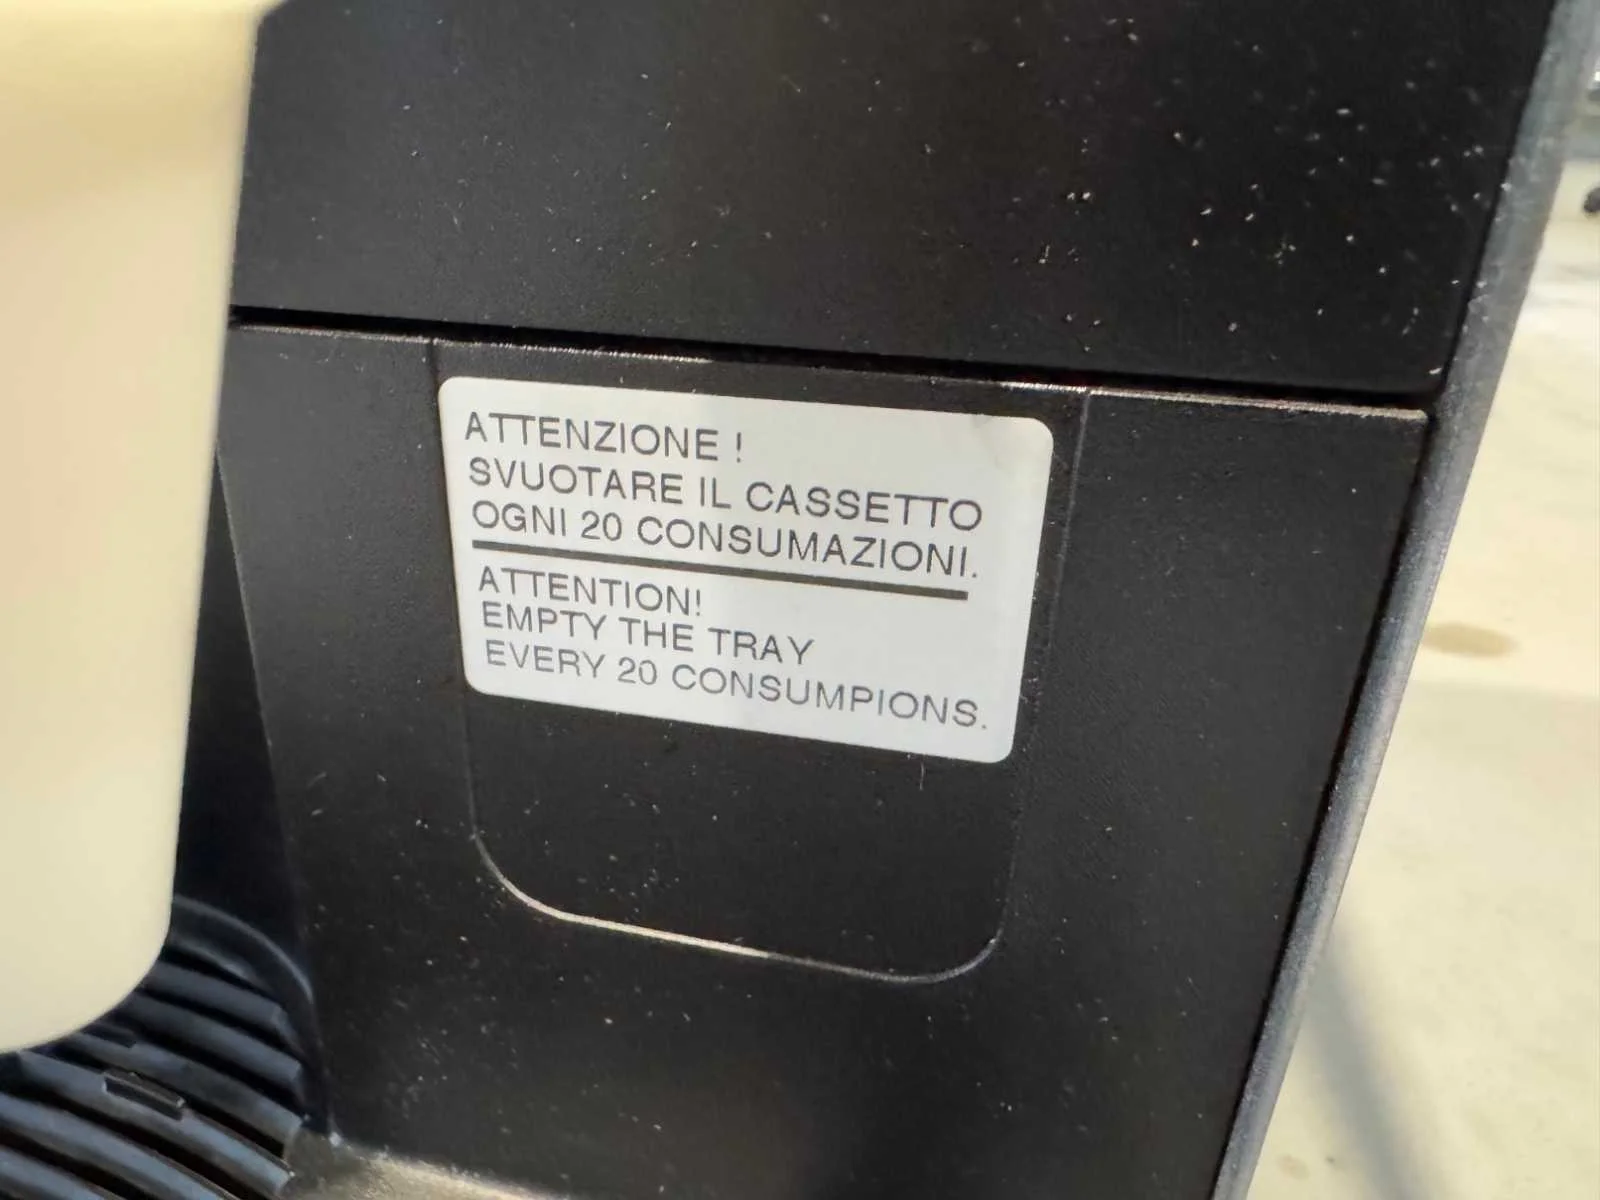 ATTENZIONE !
SVUOTARE IL CASSETTO
OGNI 20 CONSUMAZIONI.
ATTENTION!
EMPTY THE TRAY
EVERY 20 CONSUMPIONS.